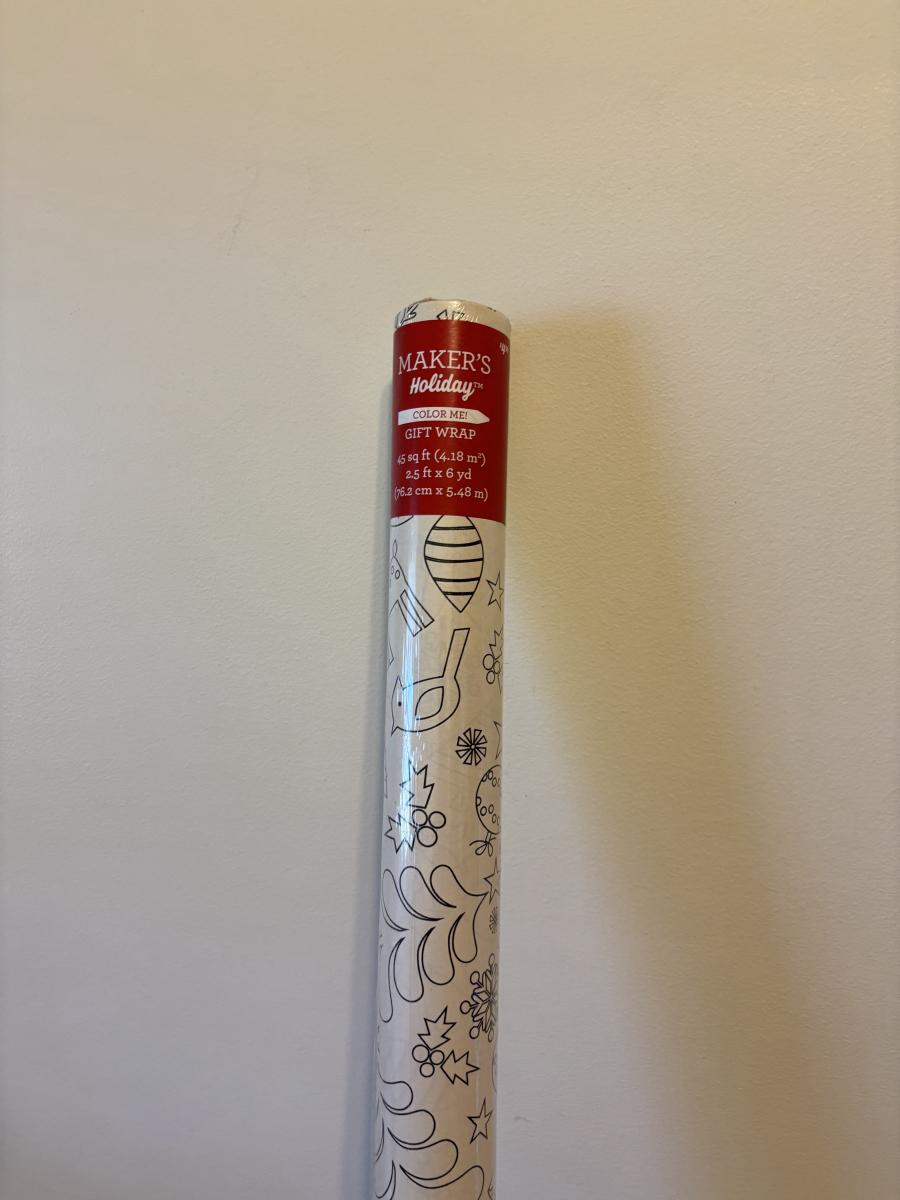 MAKER'S
Holiday™
COLOR ME!
GIFT WRAP
45 sq ft (4.18 m²)
2.5 ft x 6 yd
(76.2 cm x 5.48 m)